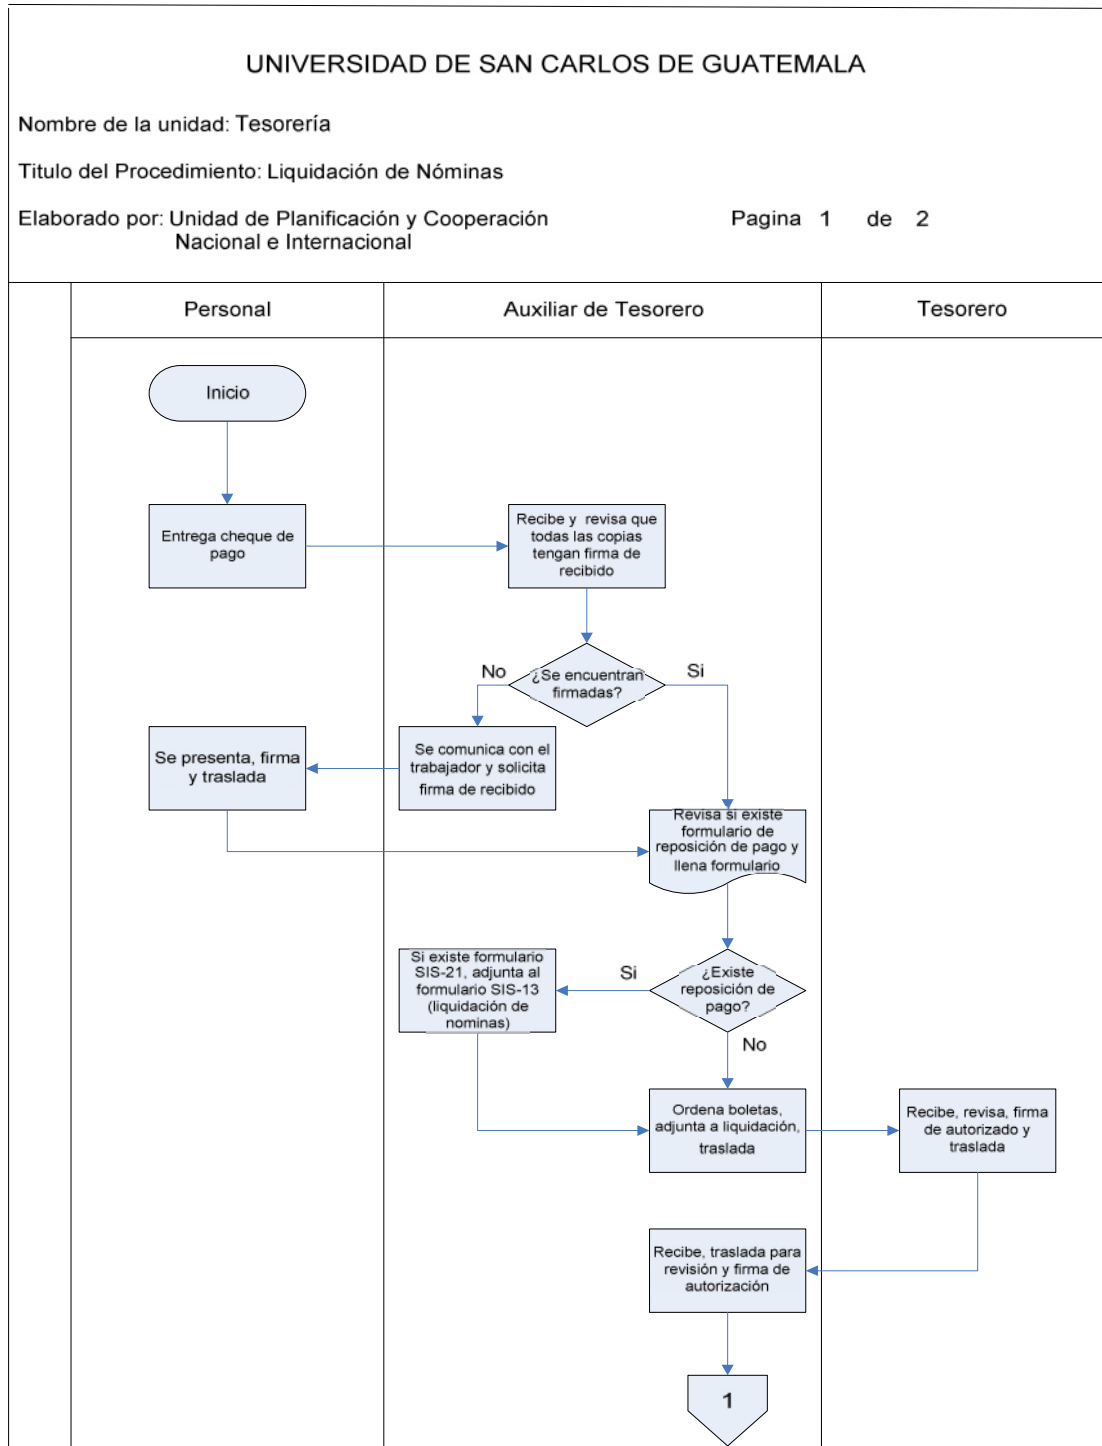 UNIVERSIDAD DE SAN CARLOS DE GUATEMALA
Nombre de la unidad: Tesorería
Titulo del Procedimiento: Liquidación de Nóminas
Elaborado por: Unidad de Planificación y Cooperación
Nacional e Internacional
Pagina 1 de 2
Personal
Auxiliar de Tesorero
Tesorero
Inicio
Entrega cheque de
pago
Recibe y revisa que
todas las copias
tengan firma de
recibido
¿Se encuentran
firmadas?
No
Si
Se comunica con el
trabajador y solicita
firma de recibido
Se presenta, firma
y traslada
Revisa si existe
formulario de
reposición de pago y
llena formulario
¿Existe
reposición de
pago?
Si
No
Si existe formulario
SIS-21, adjunta al
formulario SIS-13
(liquidación de
nominas)
Ordena boletas,
adjunta a liquidación,
traslada
Recibe, revisa, firma
de autorizado y
traslada
Recibe, traslada para
revisión y firma de
autorización
1